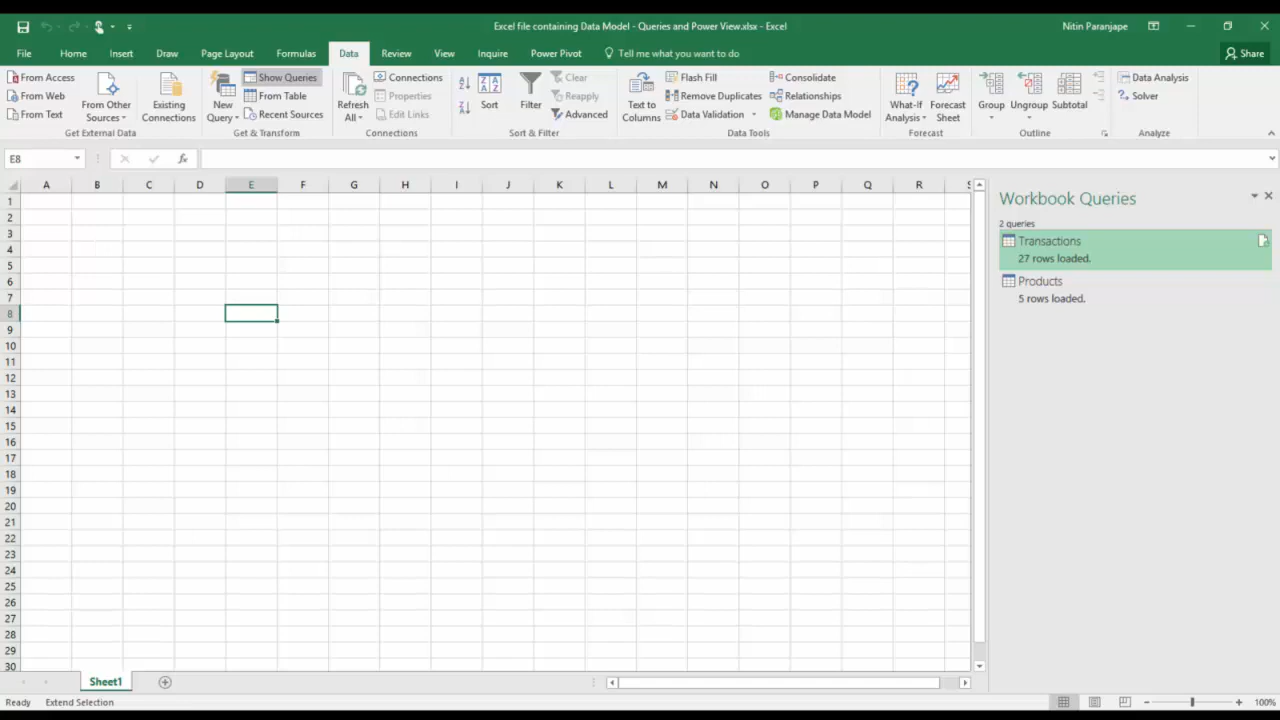 Excel file containing Data Model - Queries and Power View.xlsx - Excel
Nitin Paranjape
File Home Insert Draw Page Layout Formulas Data Review View Inquire Power Pivot Tell me what you want to do Share
From Access
From Web
From Text
From Other Sources
Existing Connections
Get External Data
New Query
Show Queries
From Table
Recent Sources
Get & Transform
Refresh All
Connections
Properties
Edit Links
Connections
Sort
Filter
Clear
Reapply
Advanced
Sort & Filter
Text to Columns
Flash Fill
Remove Duplicates
Data Validation
Consolidate
Relationships
Manage Data Model
Data Tools
What-If Analysis
Forecast Sheet
Forecast
Group
Ungroup
Subtotal
Outline
Data Analysis
Solver
Analyze
E8
fx
A B C D E F G H I J K L M N O P Q R S
1
2
3
4
5
6
7
8
9
10
11
12
13
14
15
16
17
18
19
20
21
22
23
24
25
26
27
28
29
30
Workbook Queries
2 queries
Transactions
27 rows loaded.
Products
5 rows loaded.
Sheet1
Ready Extend Selection 100%